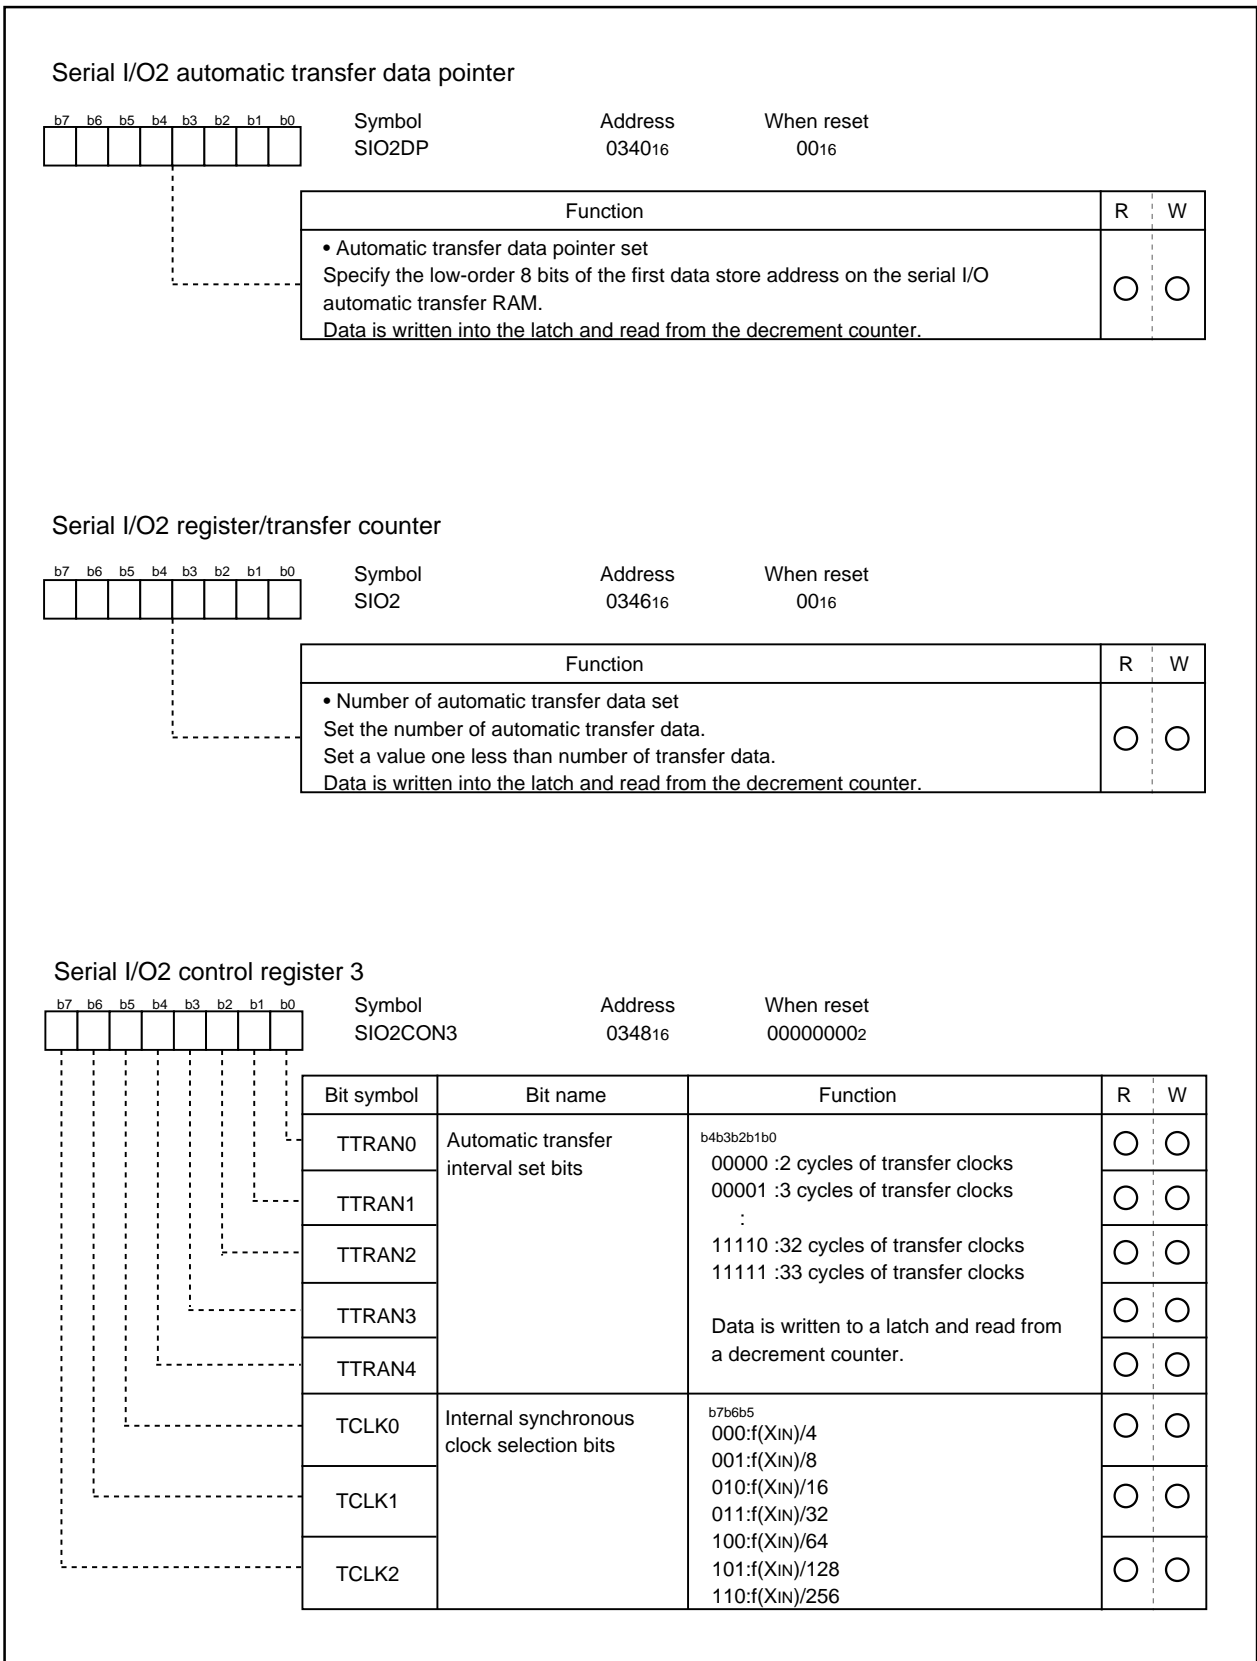 Serial I/O2 automatic transfer data pointer
b7 b6 b5 b4 b3 b2 b1 b0
Symbol Address When reset
SIO2DP 034016 0016
Function R W
• Automatic transfer data pointer set
Specify the low-order 8 bits of the first data store address on the serial I/O
automatic transfer RAM.
Data is written into the latch and read from the decrement counter.
Serial I/O2 register/transfer counter
b7 b6 b5 b4 b3 b2 b1 b0
Symbol Address When reset
SIO2 034616 0016
Function R W
• Number of automatic transfer data set
Set the number of automatic transfer data.
Set a value one less than number of transfer data.
Data is written into the latch and read from the decrement counter.
Serial I/O2 control register 3
b7 b6 b5 b4 b3 b2 b1 b0
Symbol Address When reset
SIO2CON3 034816 000000002
Bit symbol Bit name Function R W
TTRAN0
TTRAN1
TTRAN2
TTRAN3
TTRAN4
Automatic transfer
interval set bits
b4b3b2b1b0
00000 :2 cycles of transfer clocks
00001 :3 cycles of transfer clocks
:
11110 :32 cycles of transfer clocks
11111 :33 cycles of transfer clocks
Data is written to a latch and read from
a decrement counter.
TCLK0
TCLK1
TCLK2
Internal synchronous
clock selection bits
b7b6b5
000:f(XIN)/4
001:f(XIN)/8
010:f(XIN)/16
011:f(XIN)/32
100:f(XIN)/64
101:f(XIN)/128
110:f(XIN)/256